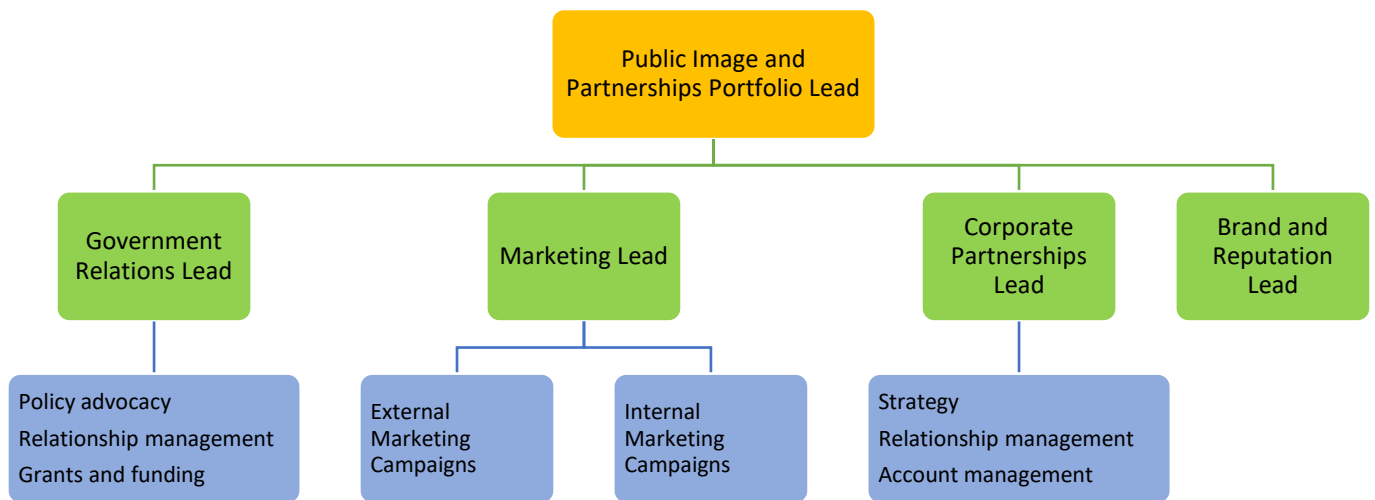 Public Image and
Partnerships Portfolio Lead
Government
Relations Lead
Marketing Lead
Corporate
Partnerships
Lead
Brand and
Reputation
Lead
Policy advocacy
Relationship management
Grants and funding
External
Marketing
Campaigns
Internal
Marketing
Campaigns
Strategy
Relationship management
Account management